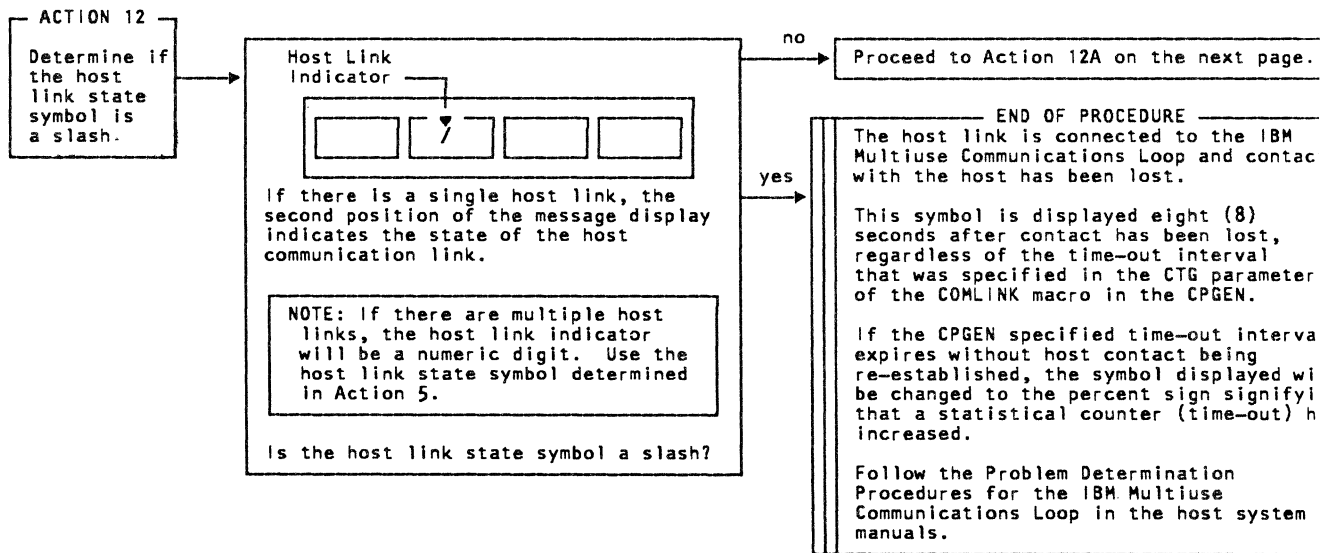 ACTION 12
Determine if
the host
link state
symbol is
a slash.
Host Link
Indicator
/
If there is a single host link, the
second position of the message display
indicates the state of the host
communication link.
NOTE: If there are multiple host
links, the host link indicator
will be a numeric digit. Use the
host link state symbol determined
in Action 5.
Is the host link state symbol a slash?
no
Proceed to Action 12A on the next page.
yes
END OF PROCEDURE
The host link is connected to the IBM
Multiuse Communications Loop and contac
with the host has been lost.
This symbol is displayed eight (8)
seconds after contact has been lost,
regardless of the time-out interval
that was specified in the CTG parameter
of the COMLINK macro in the CPGEN.
If the CPGEN specified time-out interva
expires without host contact being
re-established, the symbol displayed wi
be changed to the percent sign signifyi
that a statistical counter (time-out) h
increased.
Follow the Problem Determination
Procedures for the IBM Multiuse
Communications Loop in the host system
manuals.